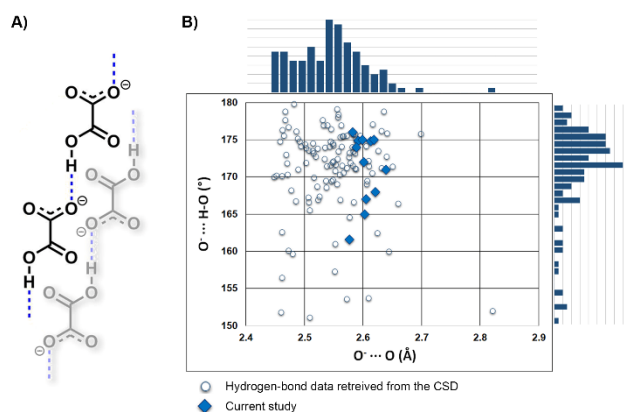 A)
B)
O O ⊖
O O
H H
O
O
O O ⊖
⊖ O O
O O
H H
O
O
⊖ O O
180
175
170
165
160
155
150
O⁻ ··· H-O (°)
2.4 2.5 2.6 2.7 2.8 2.9
O⁻ ··· O (Å)
Hydrogen-bond data retreived from the CSD
Current study